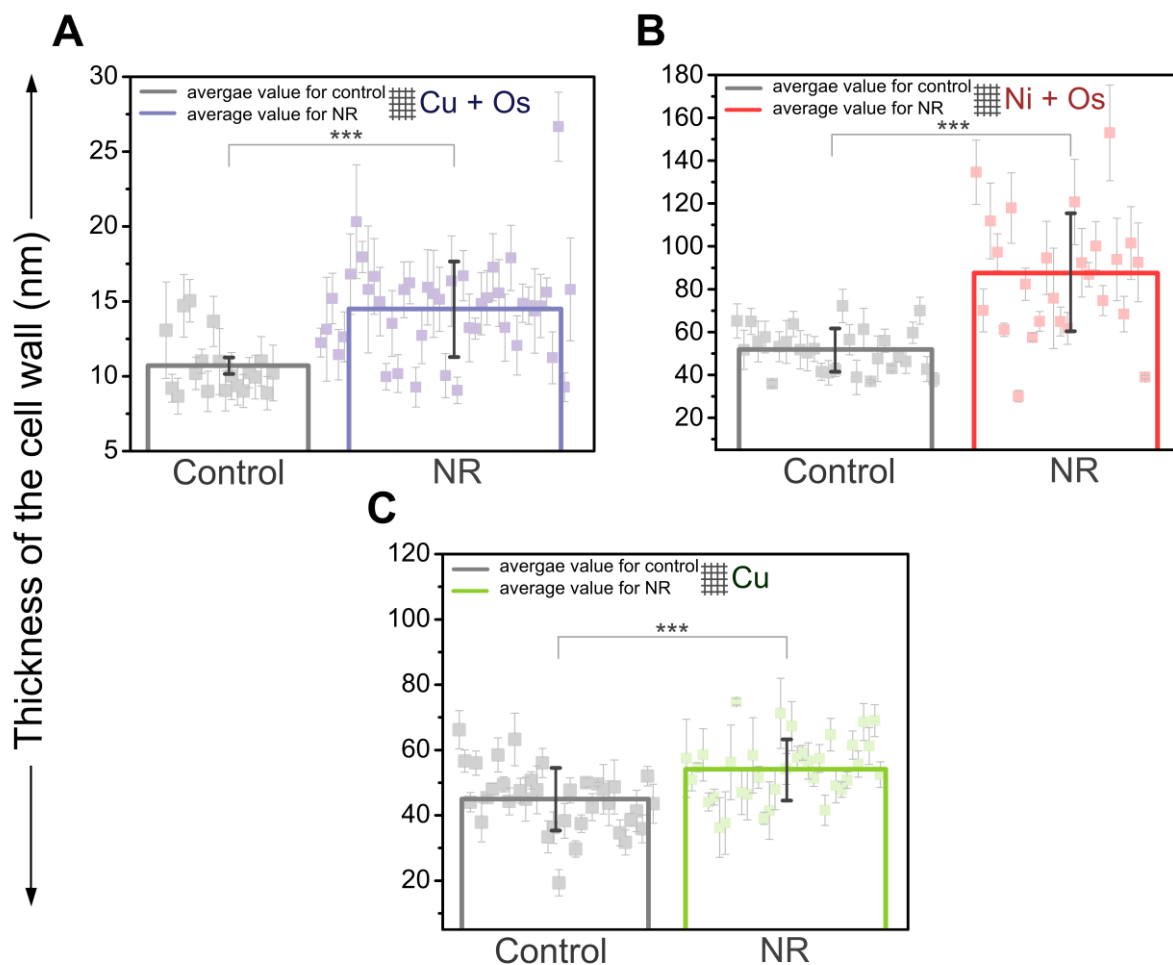 A
B
Thickness of the cell wall (nm)
30
25
20
15
10
5
avergae value for control
average value for NR
Cu + Os
***
Control
NR
180
160
140
120
100
80
60
40
20
avergae value for control
average value for NR
Ni + Os
***
Control
NR
C
120
100
80
60
40
20
avergae value for control
average value for NR
Cu
***
Control
NR